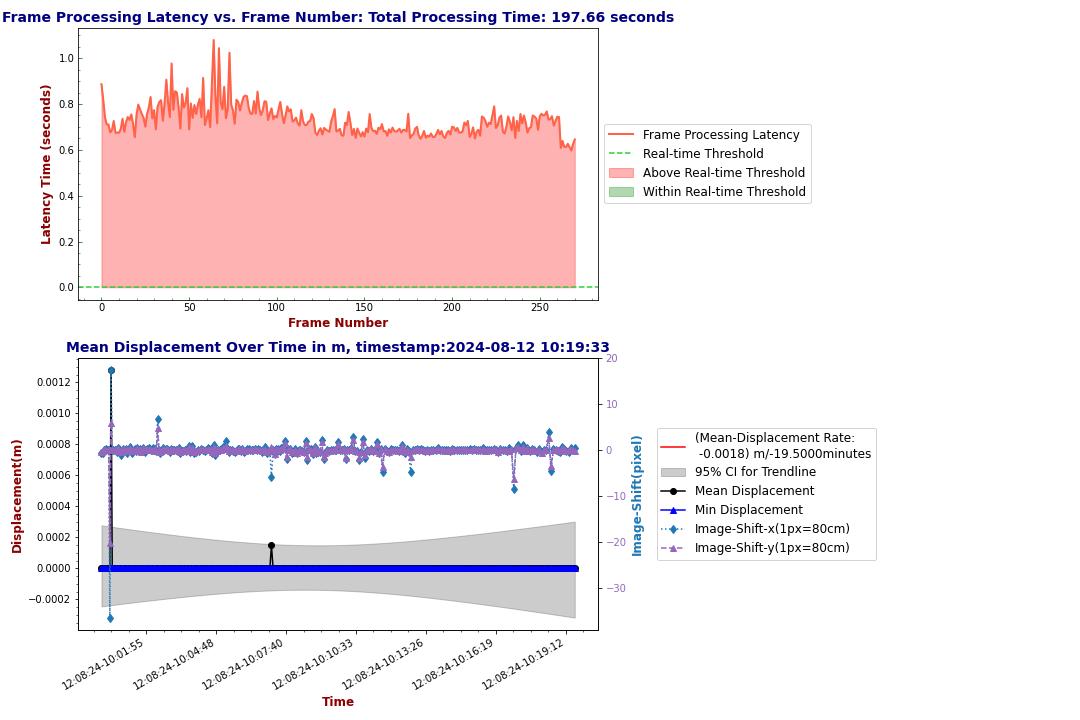 Frame Processing Latency vs. Frame Number: Total Processing Time: 197.66 seconds
1.0
0.8
0.6
0.4
0.2
0.0
Latency Time (seconds)
0 50 100 150 200 250
Frame Number
Frame Processing Latency
Real-time Threshold
Above Real-time Threshold
Within Real-time Threshold
Mean Displacement Over Time in m, timestamp:2024-08-12 10:19:33
0.0012
0.0010
0.0008
0.0006
0.0004
0.0002
0.0000
−0.0002
Displacement(m)
20
10
0
−10
−20
−30
Image-Shift(pixel)
12:08:24-10:01:55 12:08:24-10:04:48 12:08:24-10:07:40 12:08:24-10:10:33 12:08:24-10:13:26 12:08:24-10:16:19 12:08:24-10:19:12
Time
(Mean-Displacement Rate:
-0.0018) m/-19.5000minutes
95% CI for Trendline
Mean Displacement
Min Displacement
Image-Shift-x(1px=80cm)
Image-Shift-y(1px=80cm)